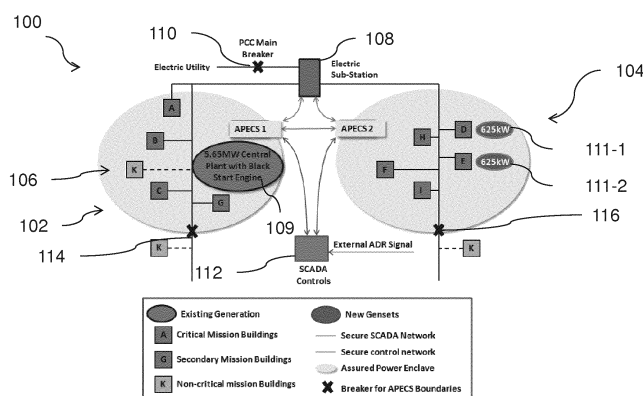 100
110
PCC Main
Breaker
108
Electric Utility
Electric
Sub-Station
104
A
B
K
C
G
APECS 1
APECS 2
5.65MW Central
Plant with Black
Start Engine
H
D
625kW
111-1
F
E
625kW
111-2
I
106
102
109
116
114
112
K
External ADR Signal
K
SCADA
Controls
Existing Generation
New Gensets
A
Critical Mission Buildings
Secure SCADA Network
G
Secondary Mission Buildings
Secure control network
Assured Power Enclave
K
Non-critical mission Buildings
Breaker for APECS Boundaries